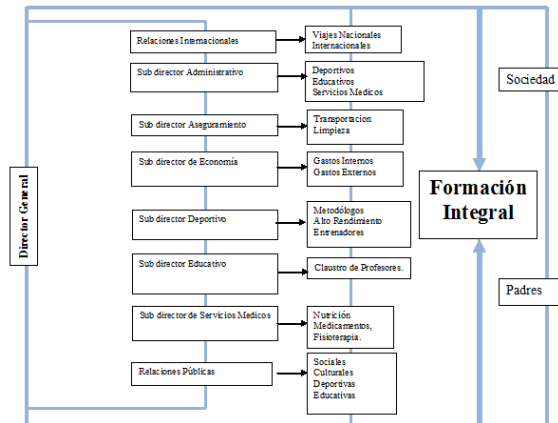 Director General
Relaciones Internacionales
Viajes Nacionales
Internacionales
Sub director Administrativo
Deportivos
Educativos
Servicios Medicos
Sub director Aseguramiento
Transportacion
Limpieza
Sub director de Economía
Gastos Internos
Gastos Externos
Sub director Deportivo
Metodólogos
Alto Rendimiento
Entrenadores
Sub director Educativo
Claustro de Profesores.
Sub director de Servicios Medicos
Nutrición
Medicamentos,
Fisioterapia.
Relaciones Públicas
Sociales
Culturales
Deportivas
Educativas
Sociedad
Formación
Integral
Padres